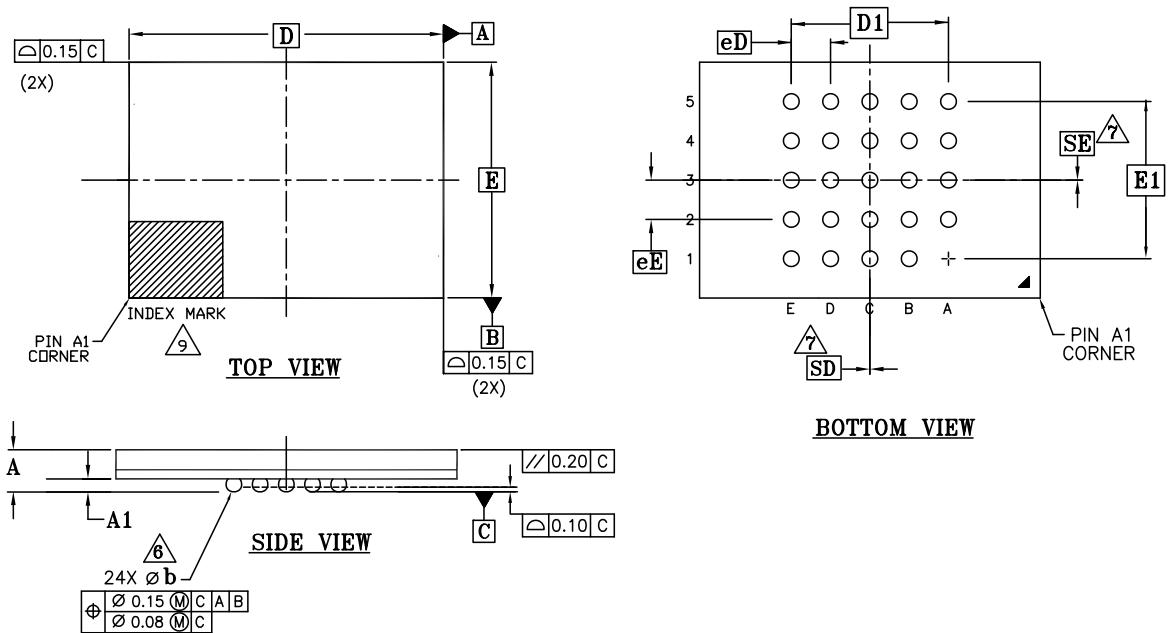 D
A
⌓ 0.15 C
(2X)
E
INDEX MARK
9
PIN A1
CORNER
B
⌓ 0.15 C
(2X)
TOP VIEW
D1
eD
5
4
3
2
1
7
SE
E1
eE
E D C B A
7
SD
PIN A1
CORNER
BOTTOM VIEW
A
A1
// 0.20 C
C
⌓ 0.10 C
SIDE VIEW
6
24X ⌀ b
⌖ ⌀ 0.15 Ⓜ C A B
⌀ 0.08 Ⓜ C